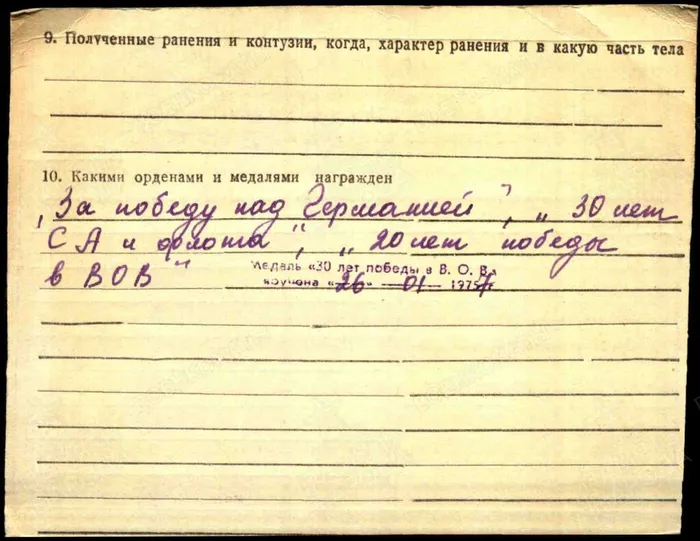 9. Полученные ранения и контузии, когда, характер ранения и в какую часть тела
10. Какими орденами и медалями награжден
„За победу над Германией", „30 лет
СА и флота", „20 лет победы
в ВОВ"
Медаль «30 лет победы в В. О. В.»
вручена «26» 01 1977